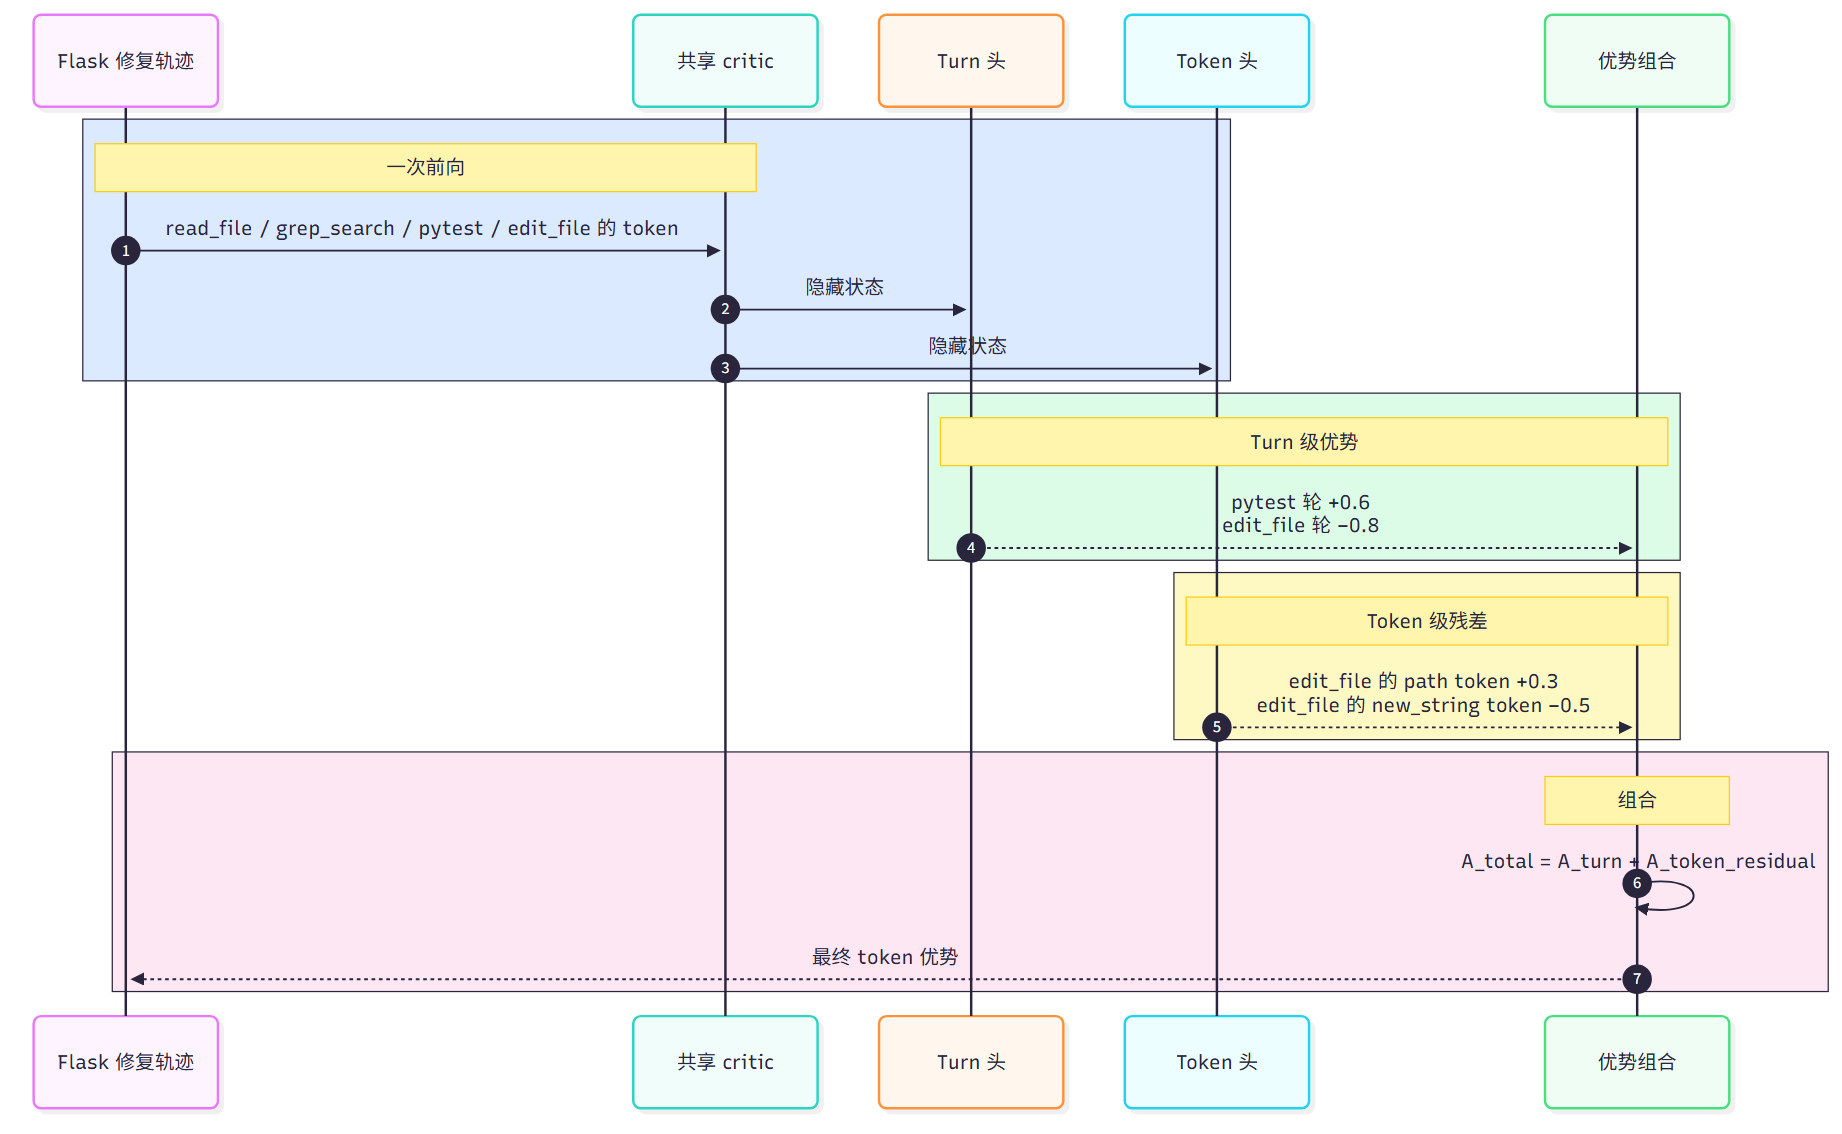 Flask 修复轨迹
共享 critic
Turn 头
Token 头
优势组合
一次前向
read_file / grep_search / pytest / edit_file 的 token
1
隐藏状态
2
隐藏状态
3
Turn 级优势
pytest 轮 +0.6
edit_file 轮 −0.8
4
Token 级残差
edit_file 的 path token +0.3
edit_file 的 new_string token −0.5
5
组合
A_total = A_turn + A_token_residual
6
最终 token 优势
7
Flask 修复轨迹
共享 critic
Turn 头
Token 头
优势组合